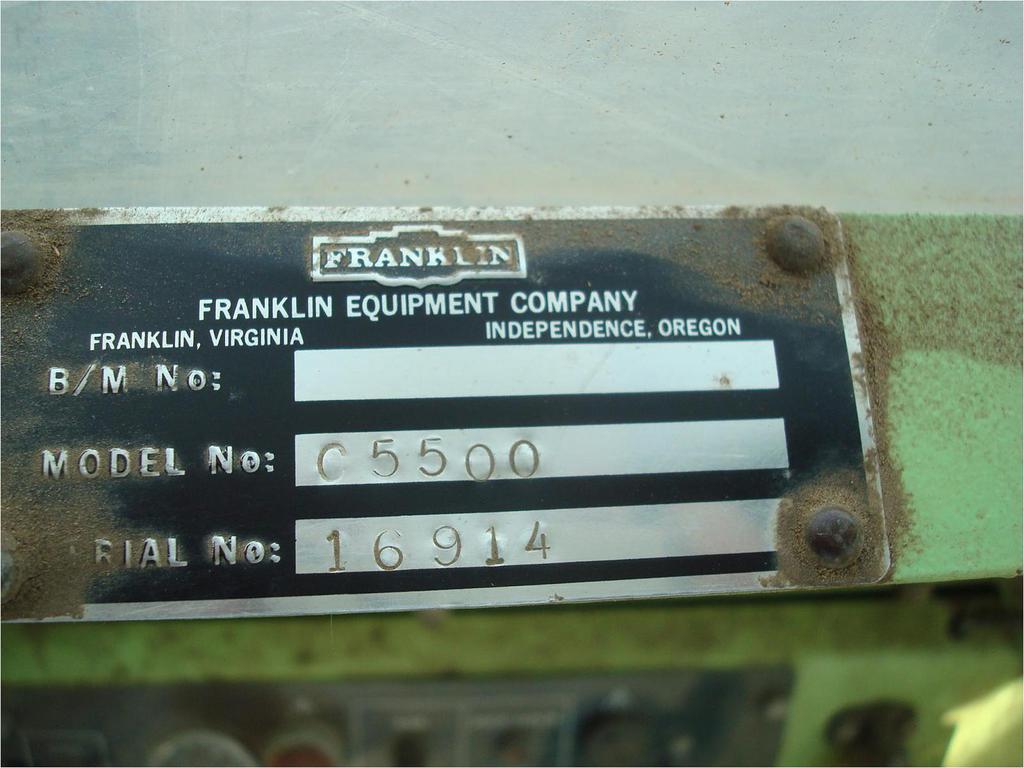 FRANKLIN
FRANKLIN EQUIPMENT COMPANY
FRANKLIN, VIRGINIA INDEPENDENCE, OREGON
B/M No:
MODEL No: C5500
RIAL No: 16914